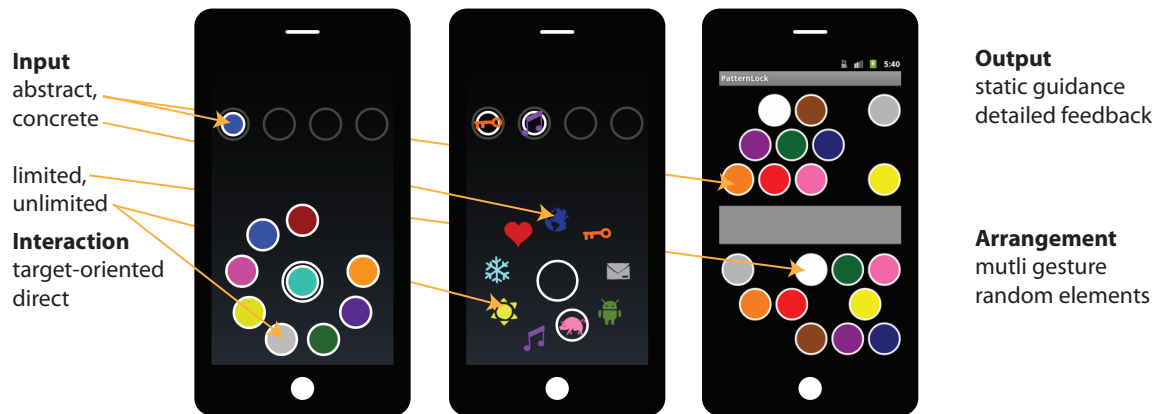 Input
abstract,
concrete
limited,
unlimited
Interaction
target-oriented
direct
5:40
PatternLock
Output
static guidance
detailed feedback
Arrangement
mutli gesture
random elements